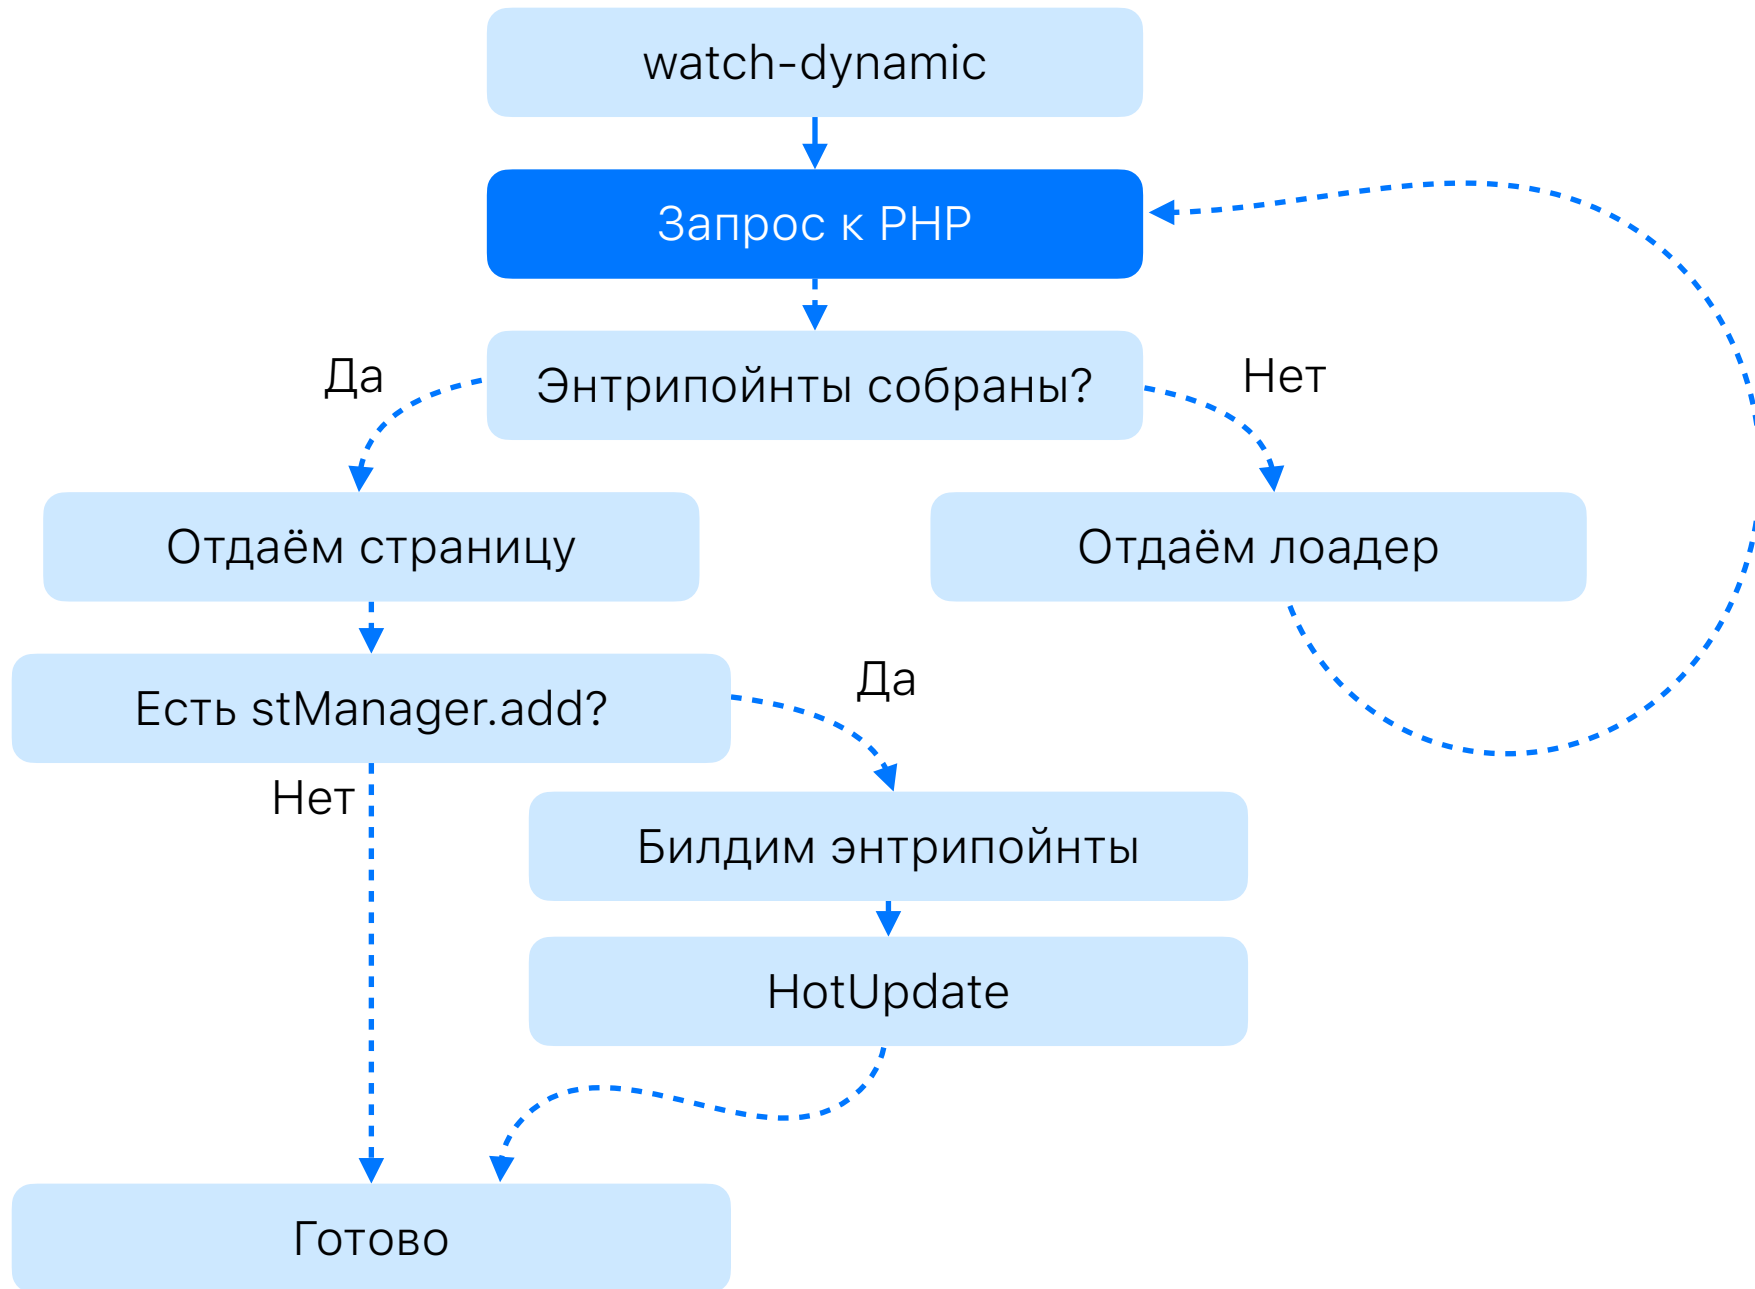 watch-dynamic
Запрос к PHP
Да
Энтрипойнты собраны?
Нет
Отдаём страницу
Отдаём лоадер
Есть stManager.add?
Да
Нет
Билдим энтрипойнты
HotUpdate
Готово